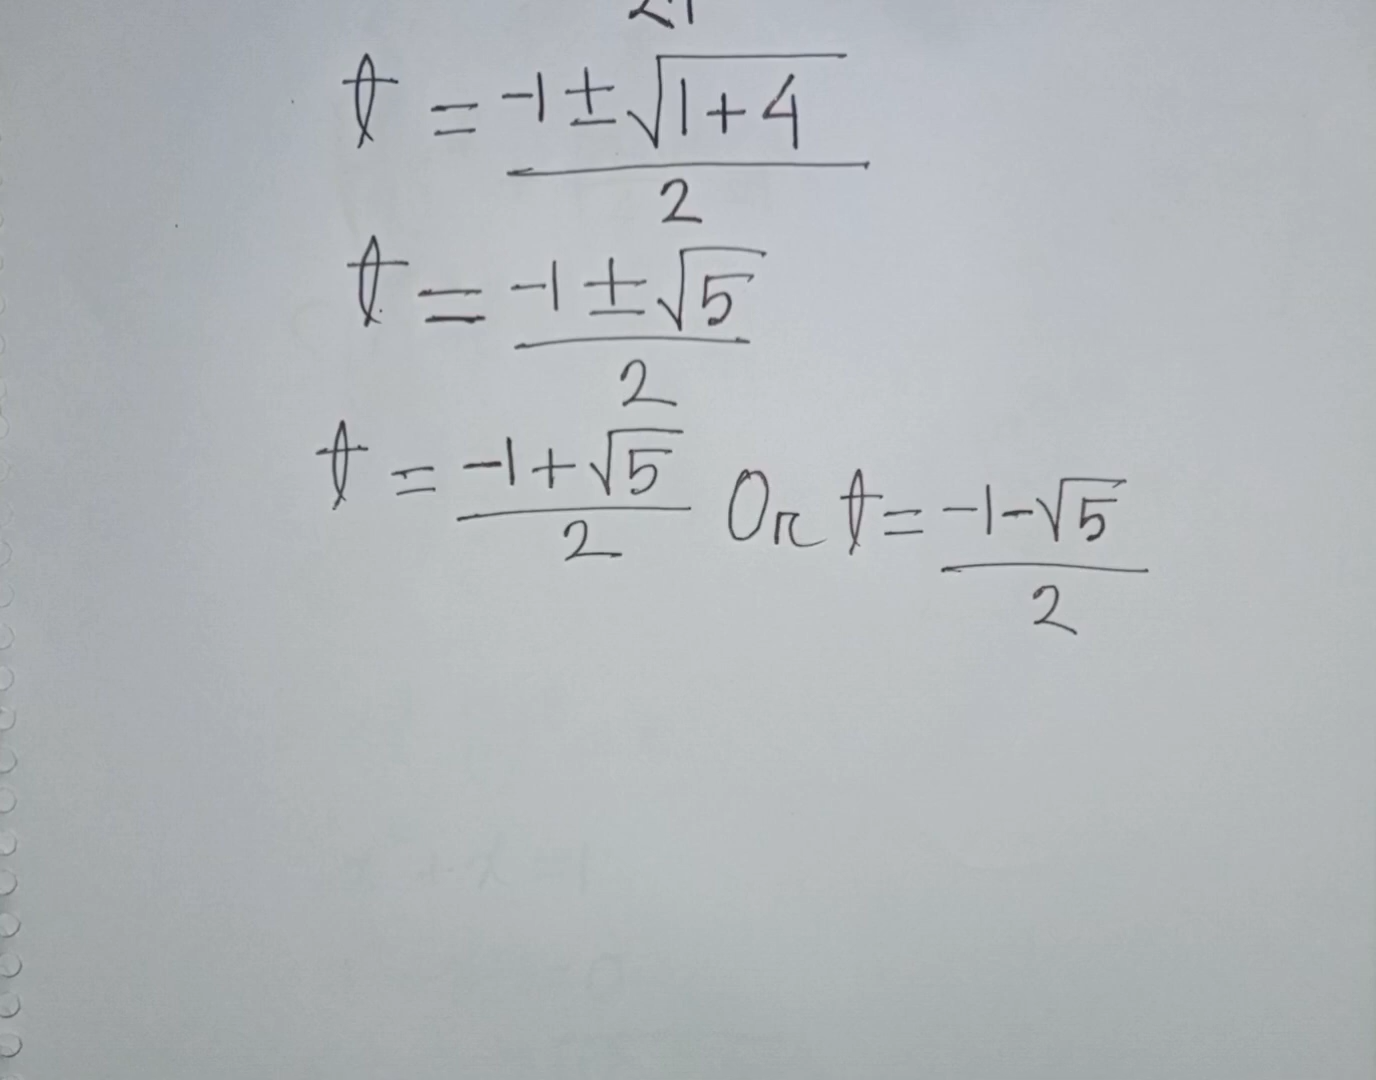 t = (-1 ± √(1+4))/2
t = (-1 ± √5)/2
t = (-1+√5)/2 Or t = (-1-√5)/2